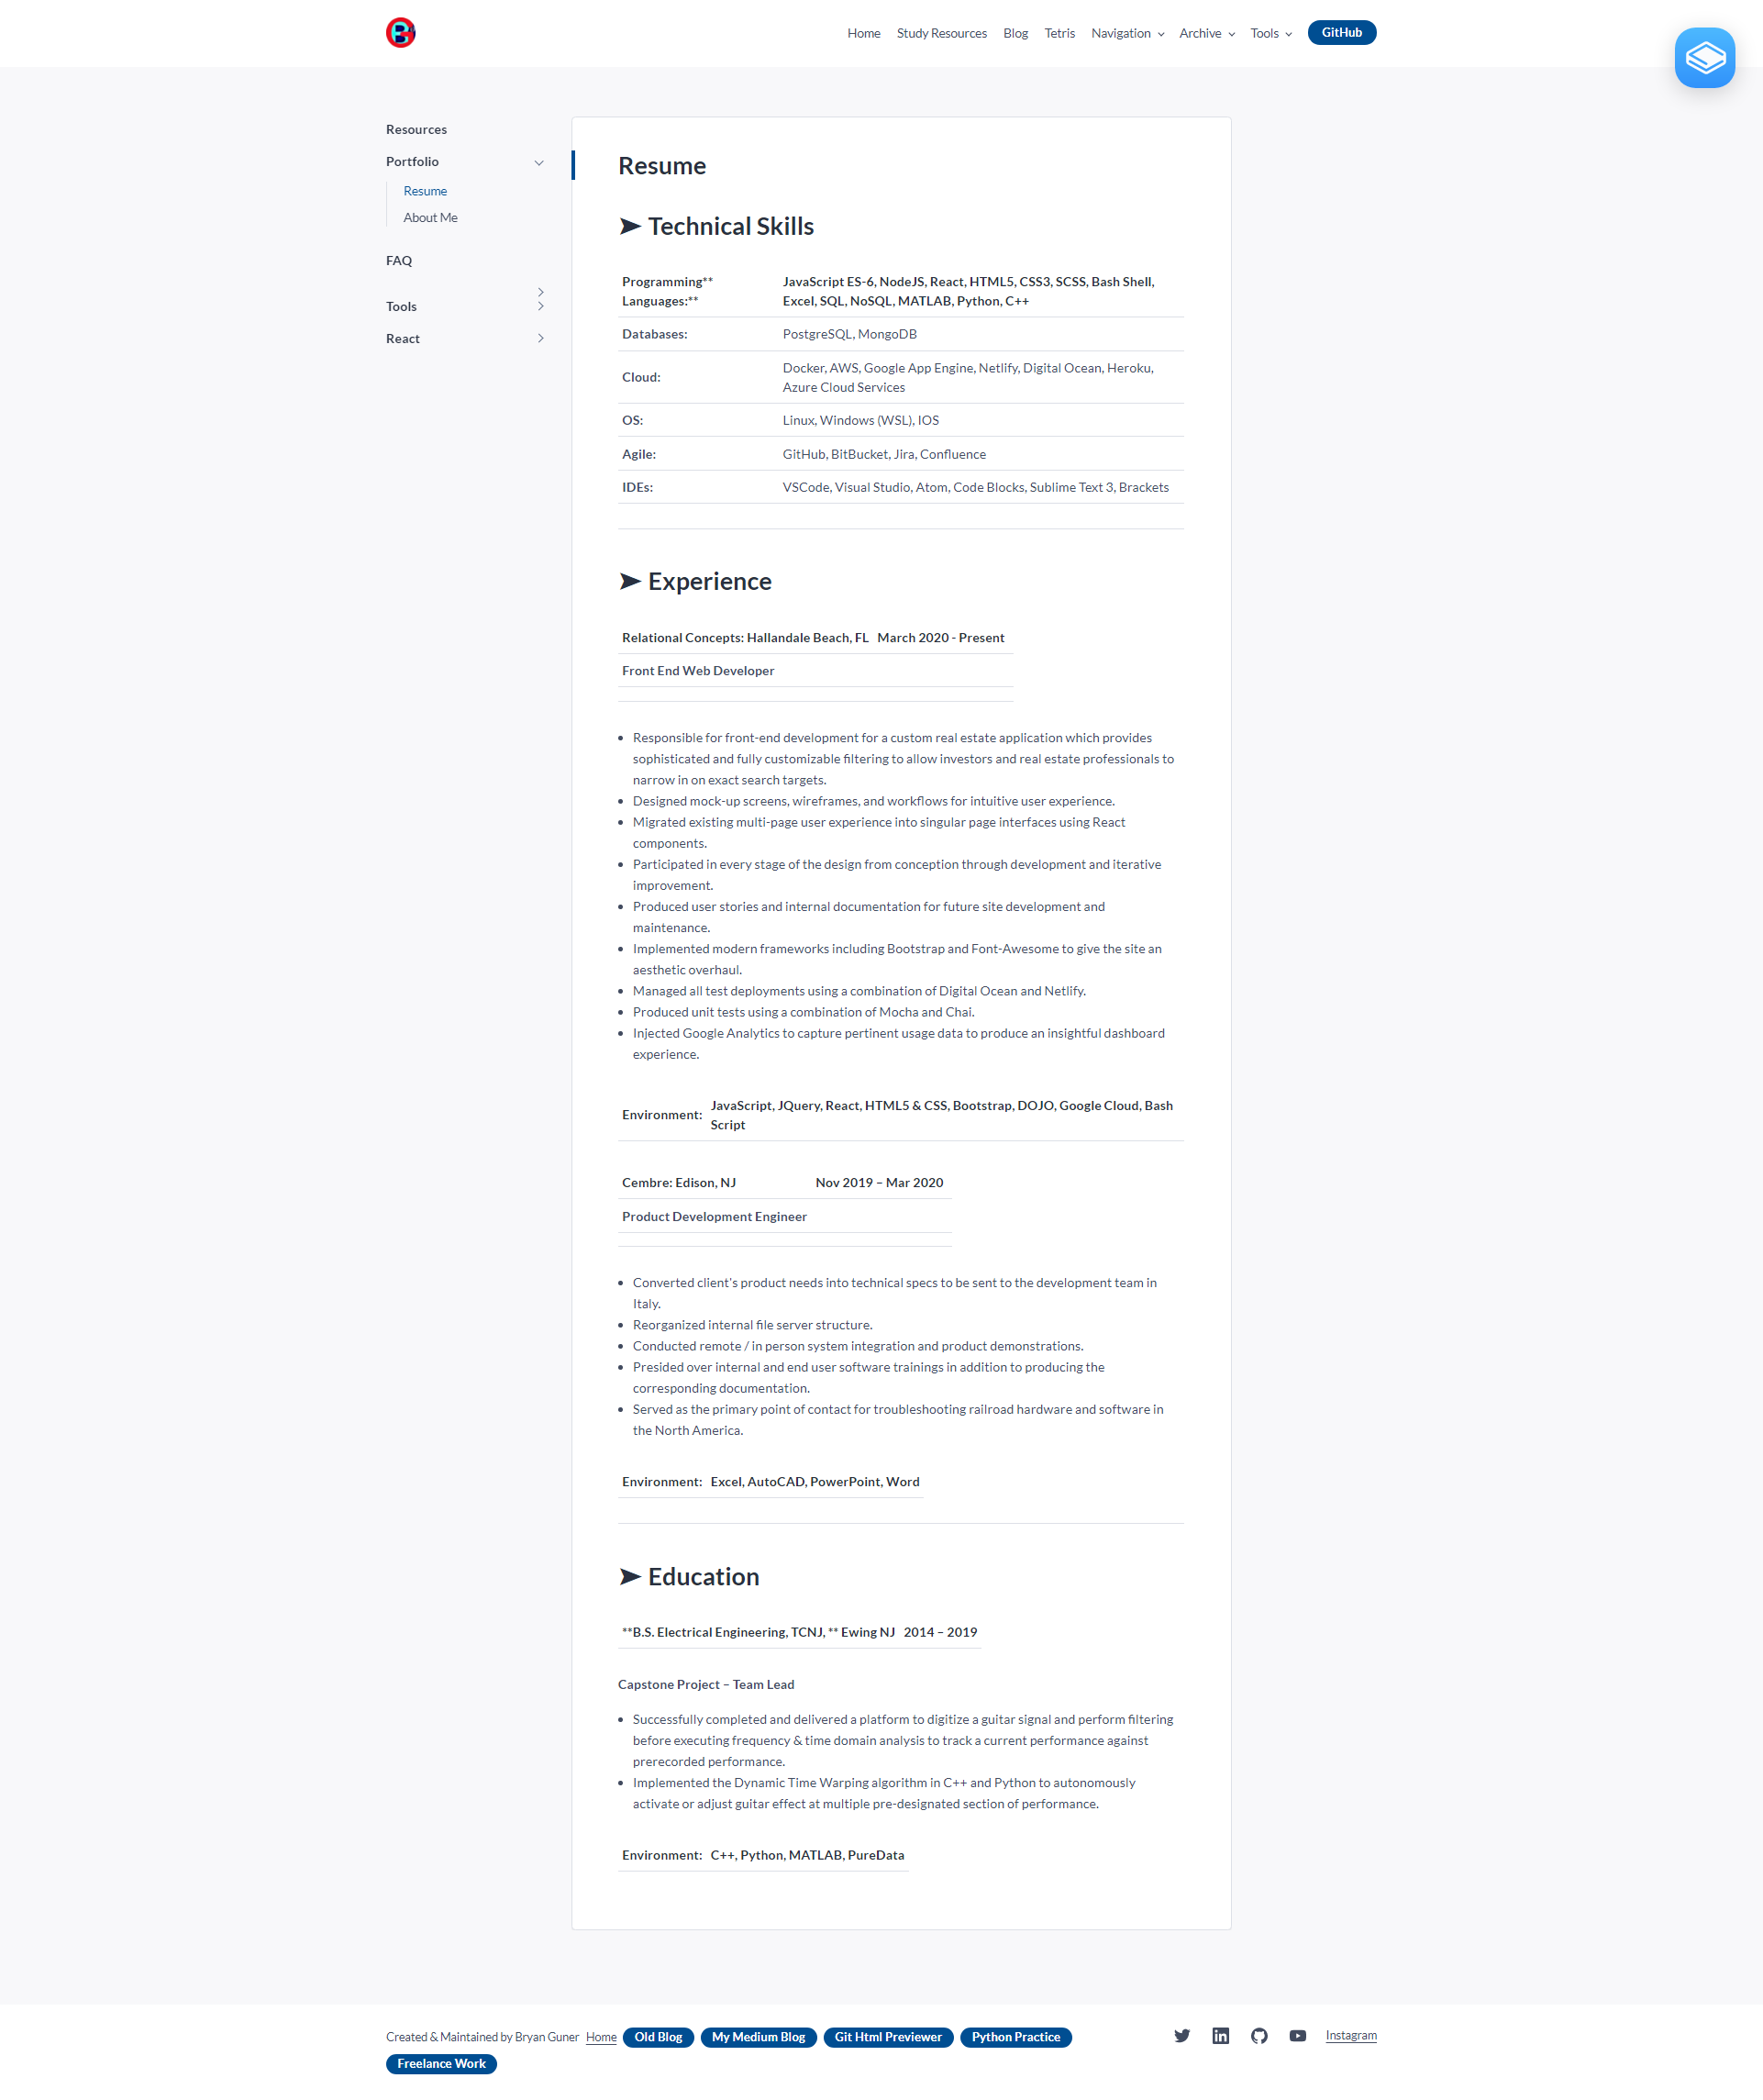 Home Study Resources Blog Tetris Navigation Archive Tools GitHub
Resources
Portfolio
Resume
About Me
FAQ
Tools
React
Resume
➤ Technical Skills
Programming** JavaScript ES-6, NodeJS, React, HTML5, CSS3, SCSS, Bash Shell,
Languages:** Excel, SQL, NoSQL, MATLAB, Python, C++
Databases: PostgreSQL, MongoDB
Cloud: Docker, AWS, Google App Engine, Netlify, Digital Ocean, Heroku,
Azure Cloud Services
OS: Linux, Windows (WSL), IOS
Agile: GitHub, BitBucket, Jira, Confluence
IDEs: VSCode, Visual Studio, Atom, Code Blocks, Sublime Text 3, Brackets
➤ Experience
Relational Concepts: Hallandale Beach, FL March 2020 - Present
Front End Web Developer
• Responsible for front-end development for a custom real estate application which provides
sophisticated and fully customizable filtering to allow investors and real estate professionals to
narrow in on exact search targets.
• Designed mock-up screens, wireframes, and workflows for intuitive user experience.
• Migrated existing multi-page user experience into singular page interfaces using React
components.
• Participated in every stage of the design from conception through development and iterative
improvement.
• Produced user stories and internal documentation for future site development and
maintenance.
• Implemented modern frameworks including Bootstrap and Font-Awesome to give the site an
aesthetic overhaul.
• Managed all test deployments using a combination of Digital Ocean and Netlify.
• Produced unit tests using a combination of Mocha and Chai.
• Injected Google Analytics to capture pertinent usage data to produce an insightful dashboard
experience.
Environment: JavaScript, JQuery, React, HTML5 & CSS, Bootstrap, DOJO, Google Cloud, Bash
Script
Cembre: Edison, NJ Nov 2019 – Mar 2020
Product Development Engineer
• Converted client's product needs into technical specs to be sent to the development team in
Italy.
• Reorganized internal file server structure.
• Conducted remote / in person system integration and product demonstrations.
• Presided over internal and end user software trainings in addition to producing the
corresponding documentation.
• Served as the primary point of contact for troubleshooting railroad hardware and software in
the North America.
Environment: Excel, AutoCAD, PowerPoint, Word
➤ Education
**B.S. Electrical Engineering, TCNJ, ** Ewing NJ 2014 – 2019
Capstone Project – Team Lead
• Successfully completed and delivered a platform to digitize a guitar signal and perform filtering
before executing frequency & time domain analysis to track a current performance against
prerecorded performance.
• Implemented the Dynamic Time Warping algorithm in C++ and Python to autonomously
activate or adjust guitar effect at multiple pre-designated section of performance.
Environment: C++, Python, MATLAB, PureData
Created & Maintained by Bryan Guner Home Old Blog My Medium Blog Git Html Previewer Python Practice Instagram
Freelance Work